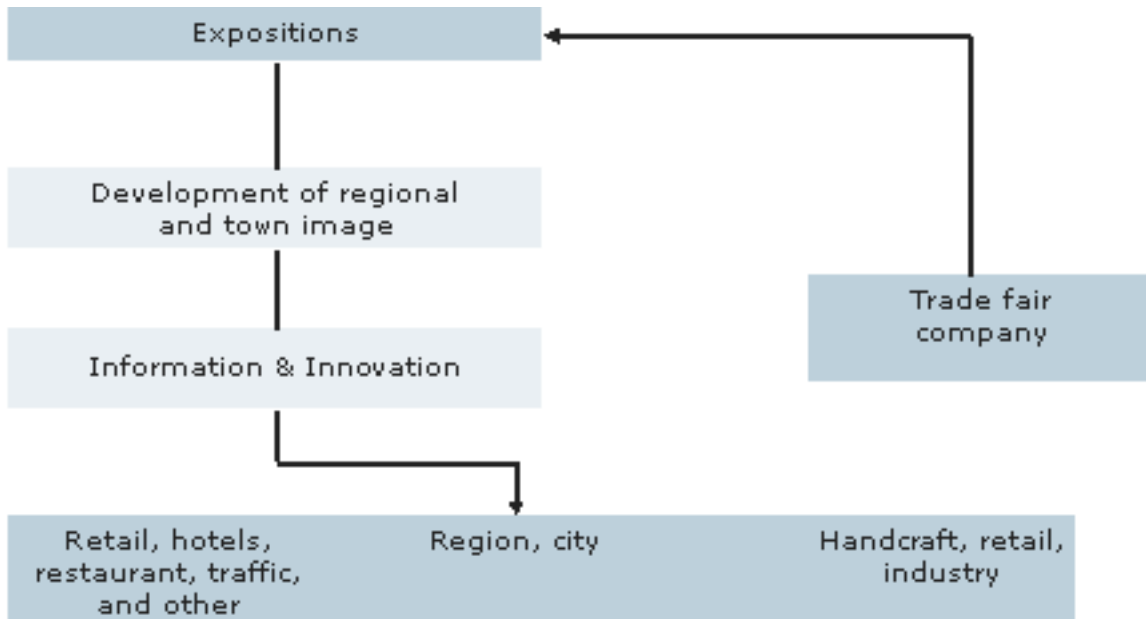 Expositions
Development of regional
and town image
Trade fair
company
Information & Innovation
Retail, hotels,
restaurant, traffic,
and other
Region, city
Handcraft, retail,
industry